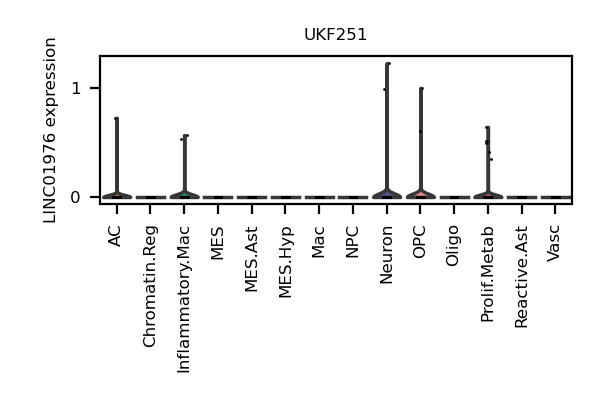 UKF251
LINC01976 expression
1
0
AC
Chromatin.Reg
Inflammatory.Mac
MES
MES.Ast
MES.Hyp
Mac
NPC
Neuron
OPC
Oligo
Prolif.Metab
Reactive.Ast
Vasc